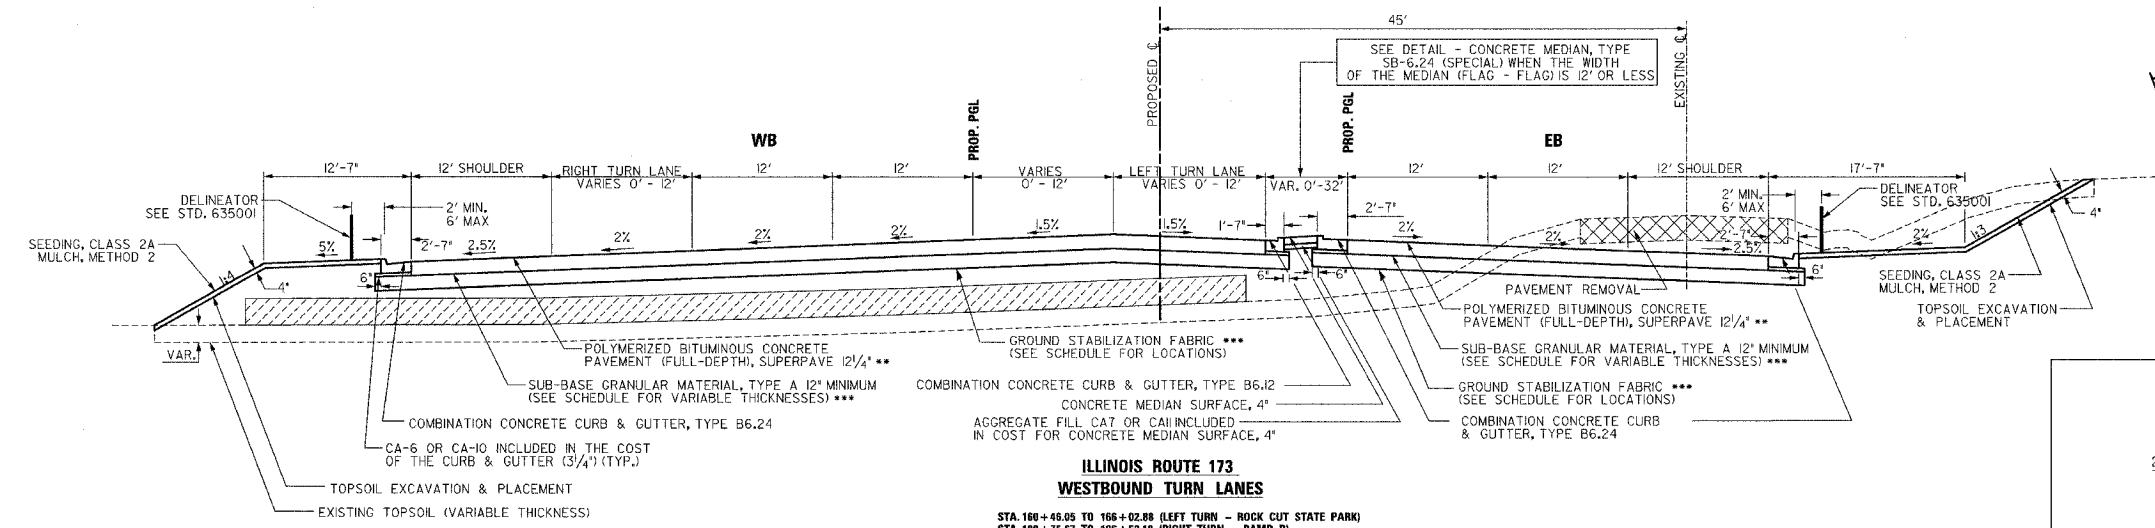 45'
PROPOSED ℄
EXISTING ℄
SEE DETAIL - CONCRETE MEDIAN, TYPE
SB-6.24 (SPECIAL) WHEN THE WIDTH
OF THE MEDIAN (FLAG - FLAG) IS 12' OR LESS
PROP. PGL
PROP. PGL
WB
EB
12'-7"
12' SHOULDER
RIGHT TURN LANE
VARIES 0' - 12'
12'
12'
VARIES
0' - 12'
LEFT TURN LANE
VARIES 0' - 12'
VAR. 0'-32'
12'
12'
12' SHOULDER
17'-7"
DELINEATOR
SEE STD. 635001
2' MIN.
6' MAX
2'-7"
1'-7"
2'-7"
2' MIN.
6' MAX
2'-7"
DELINEATOR
SEE STD. 635001
4"
SEEDING, CLASS 2A
MULCH, METHOD 2
5%
2.5%
2%
2%
2%
1.5%
1.5%
2%
2%
2.5%
2%
1:3
1:4
4"
6"
6"
6"
6"
SEEDING, CLASS 2A
MULCH, METHOD 2
PAVEMENT REMOVAL
TOPSOIL EXCAVATION
& PLACEMENT
VAR.
POLYMERIZED BITUMINOUS CONCRETE
PAVEMENT (FULL-DEPTH), SUPERPAVE 12 1/4" **
GROUND STABILIZATION FABRIC ***
(SEE SCHEDULE FOR LOCATIONS)
POLYMERIZED BITUMINOUS CONCRETE
PAVEMENT (FULL-DEPTH), SUPERPAVE 12 1/4" **
SUB-BASE GRANULAR MATERIAL, TYPE A 12" MINIMUM
(SEE SCHEDULE FOR VARIABLE THICKNESSES) ***
SUB-BASE GRANULAR MATERIAL, TYPE A 12" MINIMUM
(SEE SCHEDULE FOR VARIABLE THICKNESSES) ***
COMBINATION CONCRETE CURB & GUTTER, TYPE B6.12
GROUND STABILIZATION FABRIC ***
(SEE SCHEDULE FOR LOCATIONS)
CONCRETE MEDIAN SURFACE, 4"
COMBINATION CONCRETE CURB & GUTTER, TYPE B6.24
AGGREGATE FILL CA7 OR CA11 INCLUDED
IN COST FOR CONCRETE MEDIAN SURFACE, 4"
COMBINATION CONCRETE CURB
& GUTTER, TYPE B6.24
CA-6 OR CA-10 INCLUDED IN THE COST
OF THE CURB & GUTTER (3 1/4") (TYP.)
TOPSOIL EXCAVATION & PLACEMENT
EXISTING TOPSOIL (VARIABLE THICKNESS)
ILLINOIS ROUTE 173
WESTBOUND TURN LANES
STA. 160+46.05 TO 166+02.88 (LEFT TURN - ROCK CUT STATE PARK)